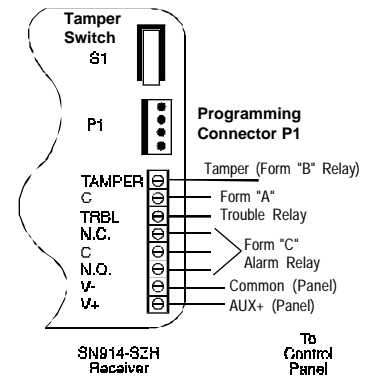 Tamper
Switch
S1
P1
Programming
Connector P1
Tamper (Form "B" Relay)
TAMPER
C
Form "A"
TRBL
Trouble Relay
N.C.
C
Form "C"
Alarm Relay
N.O.
V-
Common (Panel)
V+
AUX+ (Panel)
SN914-SZH
Receiver
To
Control
Panel